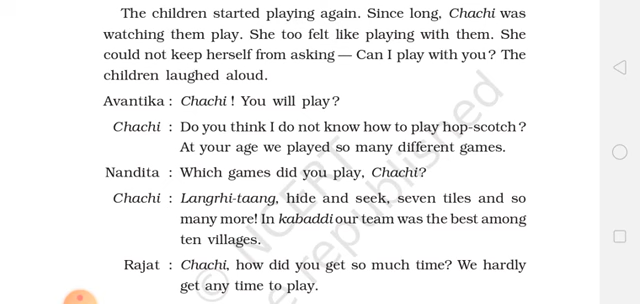 The children started playing again. Since long, Chachi was
watching them play. She too felt like playing with them. She
could not keep herself from asking — Can I play with you? The
children laughed aloud.
Avantika : Chachi ! You will play?
Chachi : Do you think I do not know how to play hop-scotch?
At your age we played so many different games.
Nandita : Which games did you play, Chachi?
Chachi : Langrhi-taang, hide and seek, seven tiles and so
many more! In kabaddi our team was the best among
ten villages.
Rajat : Chachi, how did you get so much time? We hardly
get any time to play.
© NCERT
be republished